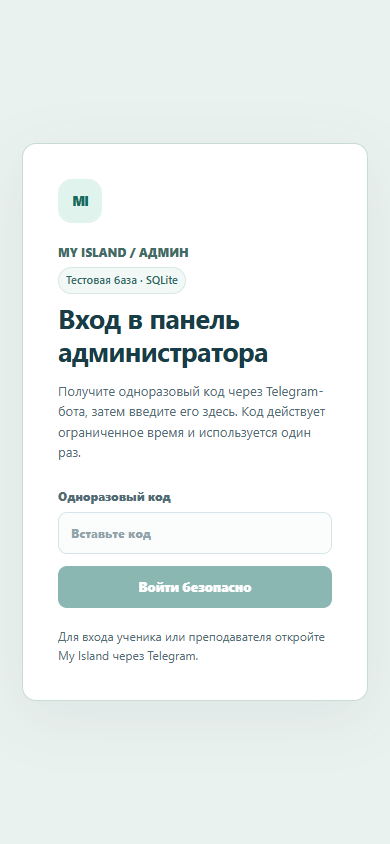 MI
MY ISLAND / АДМИН
Тестовая база · SQLite
Вход в панель
администратора
Получите одноразовый код через Telegram-
бота, затем введите его здесь. Код действует
ограниченное время и используется один
раз.
Одноразовый код
Вставьте код
Войти безопасно
Для входа ученика или преподавателя откройте
My Island через Telegram.